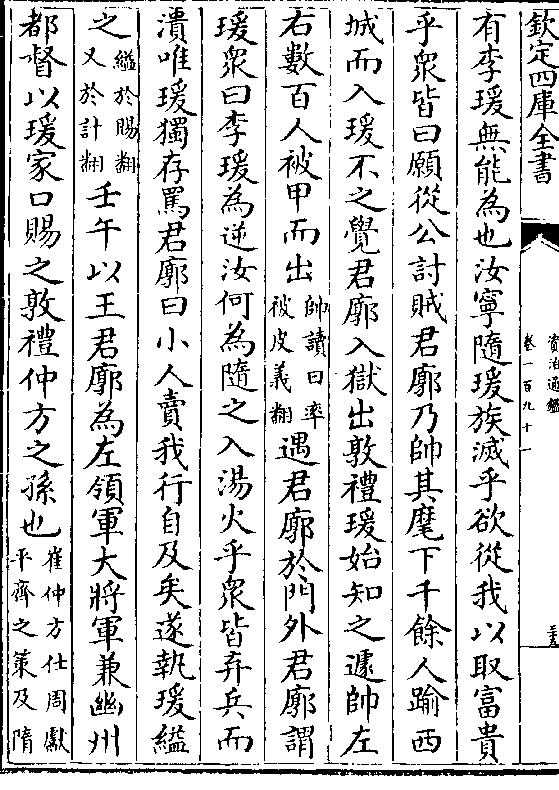 欽定四庫全書
資治通鑑
卷一百九十一
三十五
有李瑗無能為也汝寧隨瑗族滅乎欲從我以取富貴
乎衆皆曰願從公討賊君廓乃帥其麾下千餘人踰西
城而入瑗不之覺君廓入獄出敦禮瑗始知之遽帥左
右數百人被甲而出帥讀曰率被皮義翻遇君廓於門外君廓謂
瑗衆曰李瑗為逆汝何為隨之入湯火乎衆皆弃兵而
潰唯瑗獨存罵君廓曰小人賣我行自及矣遂執瑗縊
之縊於賜翻又於計翻壬午以王君廓為左領軍大將軍兼幽州
都督以瑗家口賜之敦禮仲方之孫也崔仲方仕周獻平齊之策及隋